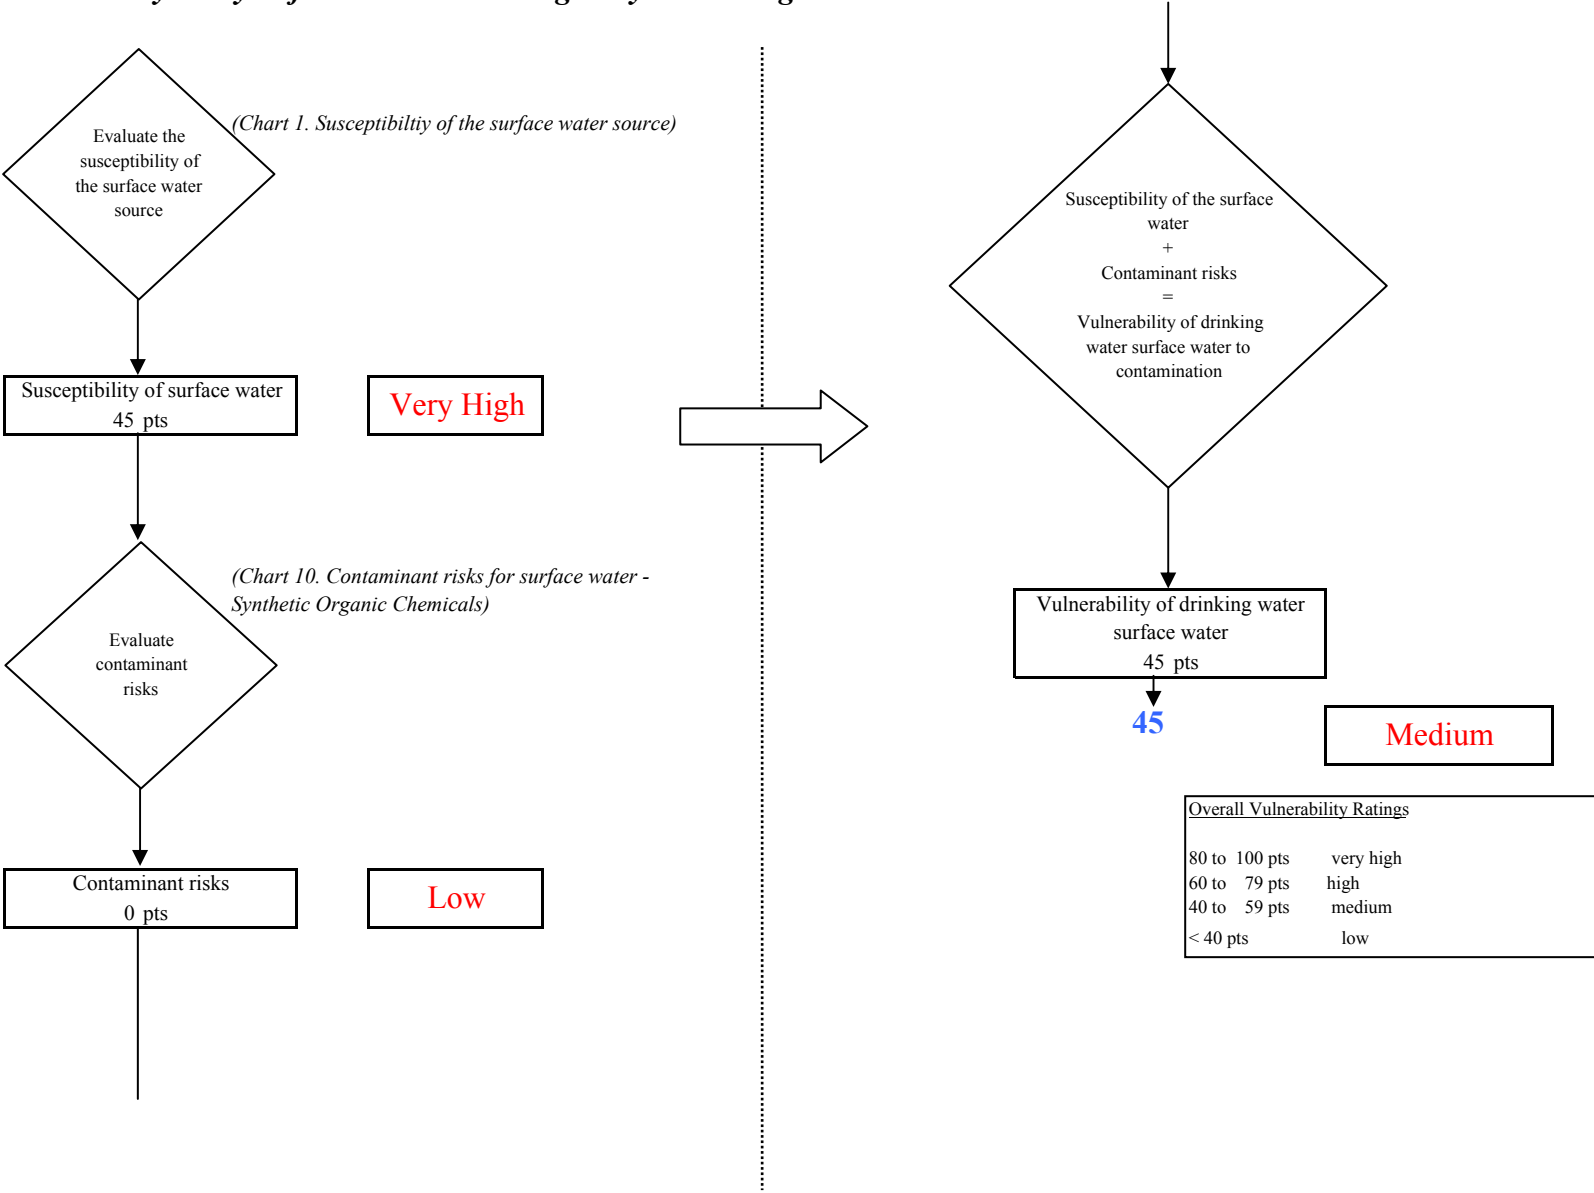 (Chart 1. Susceptibiltiy of the surface water source)
Evaluate the
susceptibility of
the surface water
source
Susceptibility of surface water
45 pts
Very High
(Chart 10. Contaminant risks for surface water -
Synthetic Organic Chemicals)
Evaluate
contaminant
risks
Contaminant risks
0 pts
Low
Susceptibility of the surface
water
+
Contaminant risks
=
Vulnerability of drinking
water surface water to
contamination
Vulnerability of drinking water
surface water
45 pts
45
Medium
Overall Vulnerability Ratings
80 to 100 pts very high
60 to 79 pts high
40 to 59 pts medium
< 40 pts low